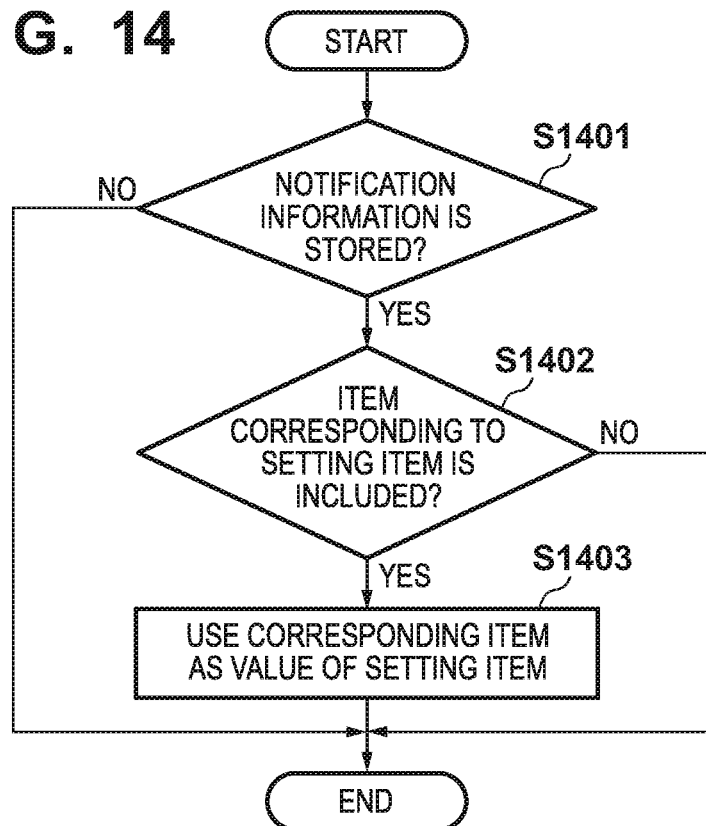 G. 14
START
S1401
NO
NOTIFICATION
INFORMATION IS
STORED?
YES
S1402
ITEM
CORRESPONDING TO
SETTING ITEM IS
INCLUDED?
NO
YES
S1403
USE CORRESPONDING ITEM
AS VALUE OF SETTING ITEM
END